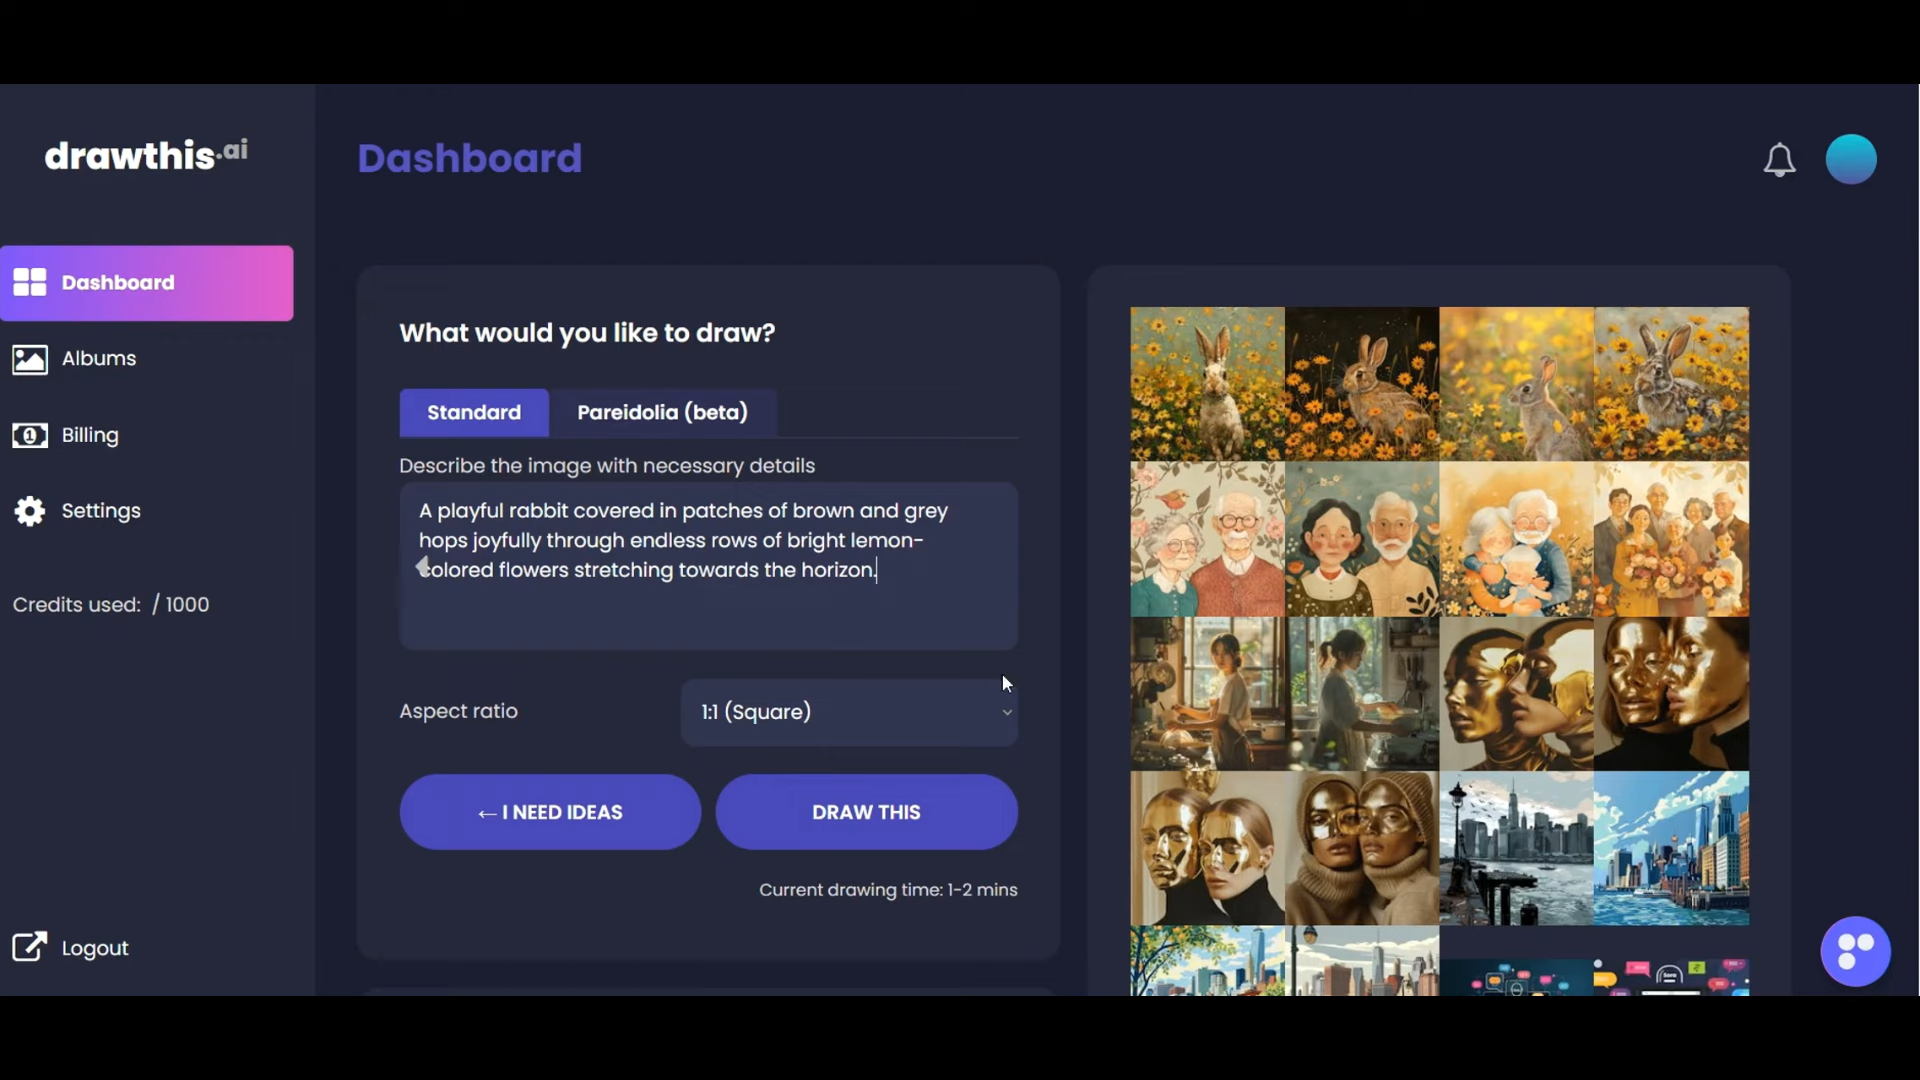 drawthis.ai
Dashboard
Dashboard
Albums
Billing
Settings
Credits used: / 1000
Logout
What would you like to draw?
Standard
Pareidolia (beta)
Describe the image with necessary details
A playful rabbit covered in patches of brown and grey
hops joyfully through endless rows of bright lemon-
colored flowers stretching towards the horizon.
Aspect ratio
1:1 (Square)
← I NEED IDEAS
DRAW THIS
Current drawing time: 1-2 mins